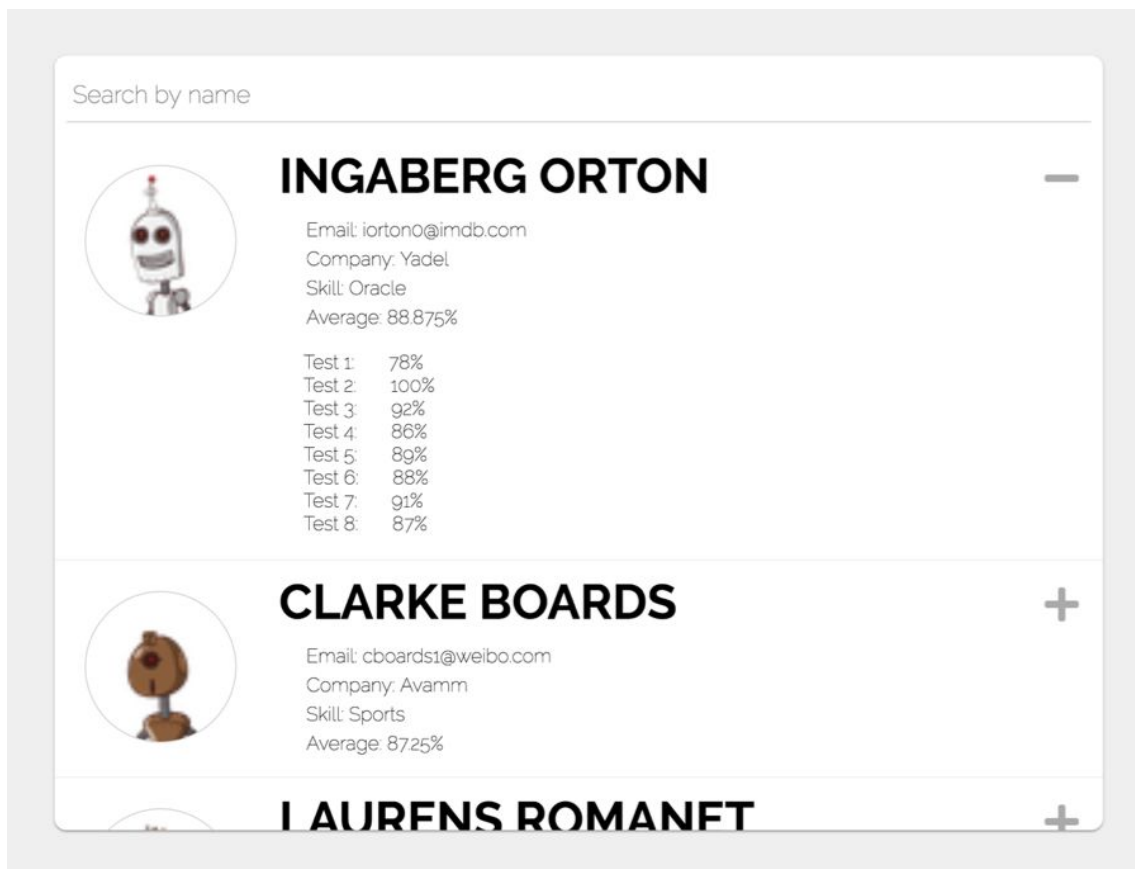 Search by name
INGABERG ORTON
Email: iorton0@imdb.com
Company: Yadel
Skill: Oracle
Average: 88.875%
Test 1: 78%
Test 2: 100%
Test 3: 92%
Test 4: 86%
Test 5: 89%
Test 6: 88%
Test 7: 91%
Test 8: 87%
CLARKE BOARDS
Email: cboards1@weibo.com
Company: Avamm
Skill: Sports
Average: 87.25%
LAURENS ROMANET